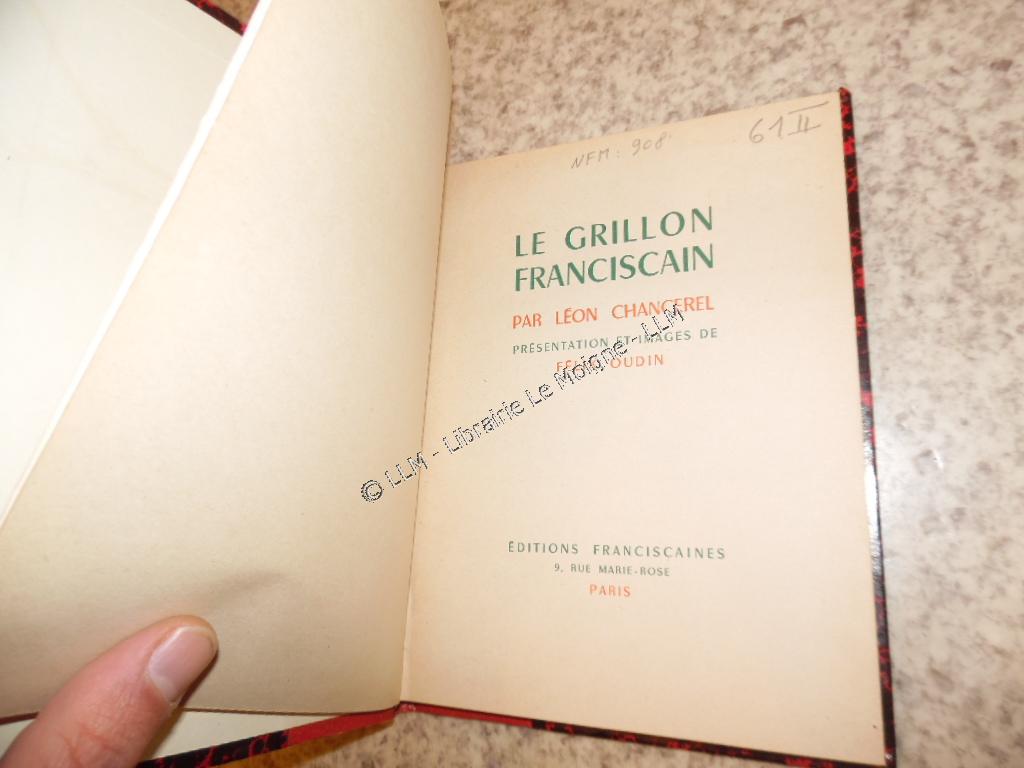 NFM: 908
61 II
LE GRILLON
FRANCISCAIN
PAR LÉON CHANCEREL
PRÉSENTATION ET IMAGES DE
OUDIN
ÉDITIONS FRANCISCAINES
9, RUE MARIE-ROSE
PARIS
© LLM - Librairie Le Moigne - LLM